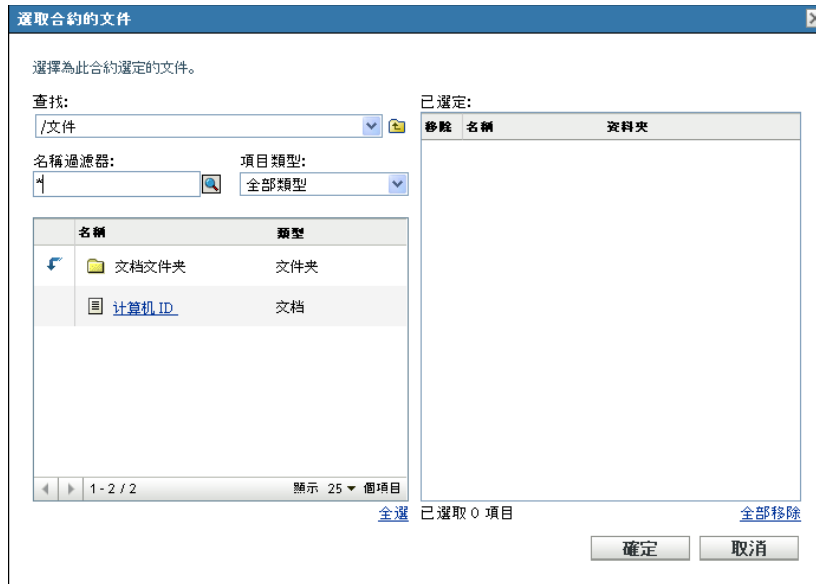 選取合約的文件
選擇為此合約選定的文件。
查找:
/文件
名稱過濾器:
項目類型:
*
全部類型
名稱
類型
文档文件夹
文件夹
计算机 ID
文档
1 - 2 / 2
顯示 25 個項目
全選
已選定:
移除 名稱 資料夾
已選取 0 項目
全部移除
確定
取消